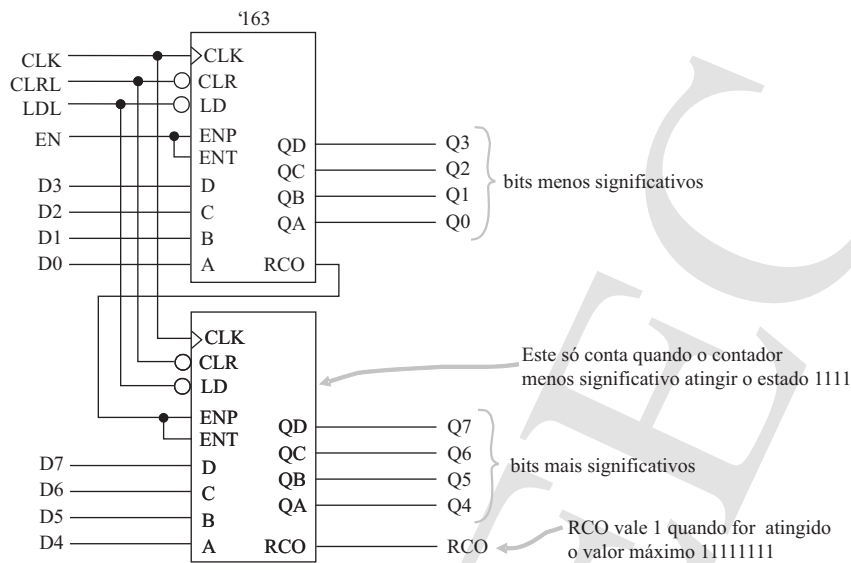 '163
CLK
CLRL
LDL
EN
D3
D2
D1
D0
CLK
CLR
LD
ENP
ENT
D
C
B
A
QD
QC
QB
QA
RCO
Q3
Q2
Q1
Q0
bits menos significativos
CLK
CLR
LD
ENP
ENT
D
C
B
A
D7
D6
D5
D4
QD
QC
QB
QA
RCO
Q7
Q6
Q5
Q4
RCO
Este só conta quando o contador
menos significativo atingir o estado 1111
bits mais significativos
RCO vale 1 quando for atingido
o valor máximo 11111111
TEC